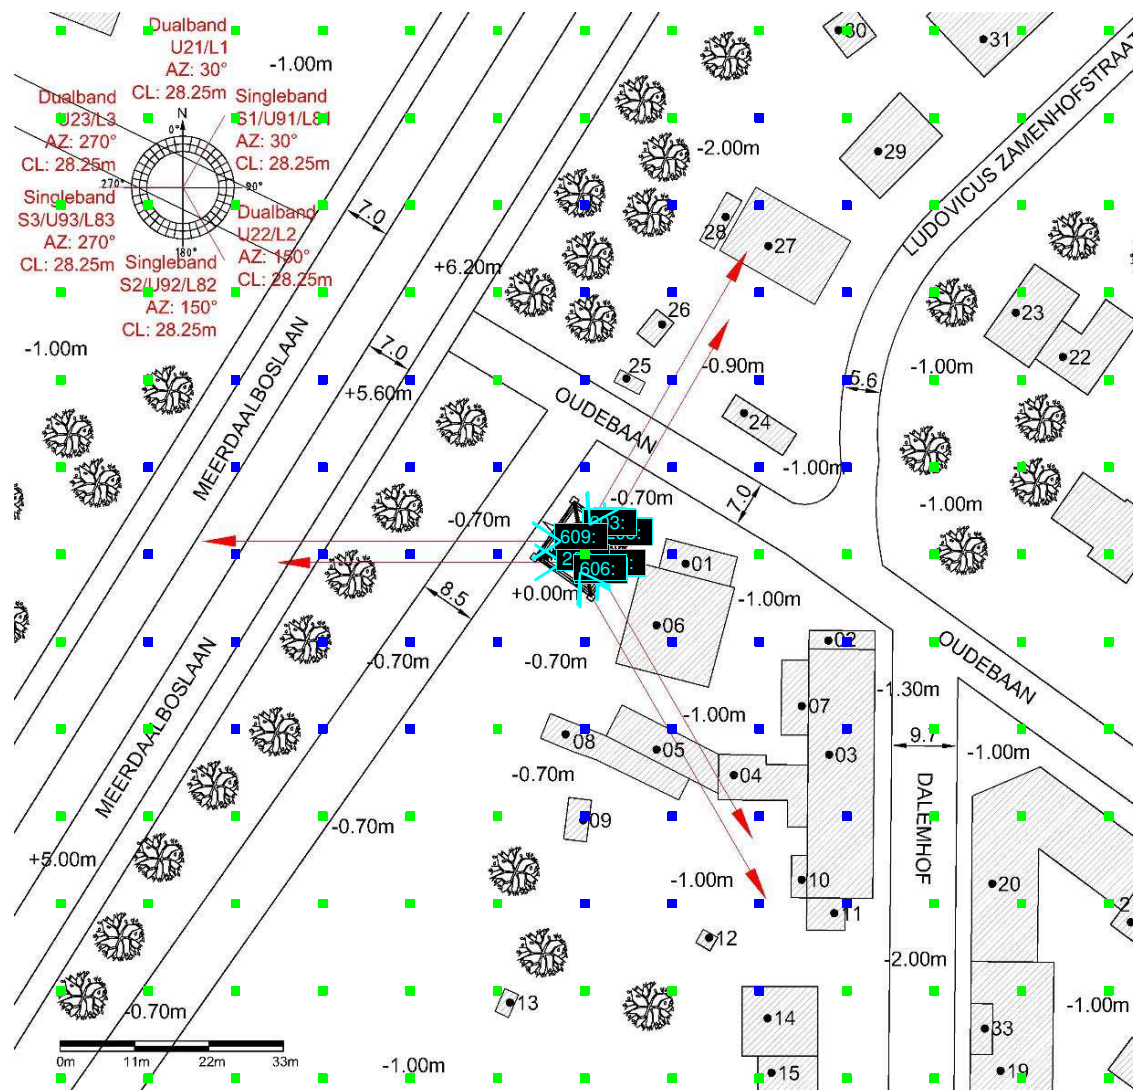 Dualband
U21/L1
AZ: 30°
CL: 28.25m
-1.00m
30
31
Dualband
U23/L3
AZ: 270°
CL: 28.25m
Singleband
S1/U91/L81
AZ: 30°
CL: 28.25m
N
0°
90°
180°
270°
Singleband
S3/U93/L83
AZ: 270°
CL: 28.25m
Dualband
U22/L2
AZ: 150°
CL: 28.25m
Singleband
S2/U92/L82
AZ: 150°
CL: 28.25m
-2.00m
29
LUDOVICUS ZAMENHOFSTRAAT
7.0
28
27
+6.20m
23
22
26
-1.00m
7.0
MEERDAALBOSLAAN
-0.90m
-1.00m
25
5.6
+5.60m
OUDEBAAN
24
-1.00m
-0.70m
7.0
-1.00m
-0.70m
609:
606:
01
+0.00m
8.5
-1.00m
06
02
-0.70m
-0.70m
MEERDAALBOSLAAN
OUDEBAAN
-1.30m
07
-1.00m
08
05
03
9.7
-1.00m
-0.70m
04
DALEMHOF
09
-0.70m
+5.00m
-1.00m
10
20
11
12
-2.00m
13
-0.70m
14
-1.00m
33
0m
11m
22m
33m
-1.00m
15
19